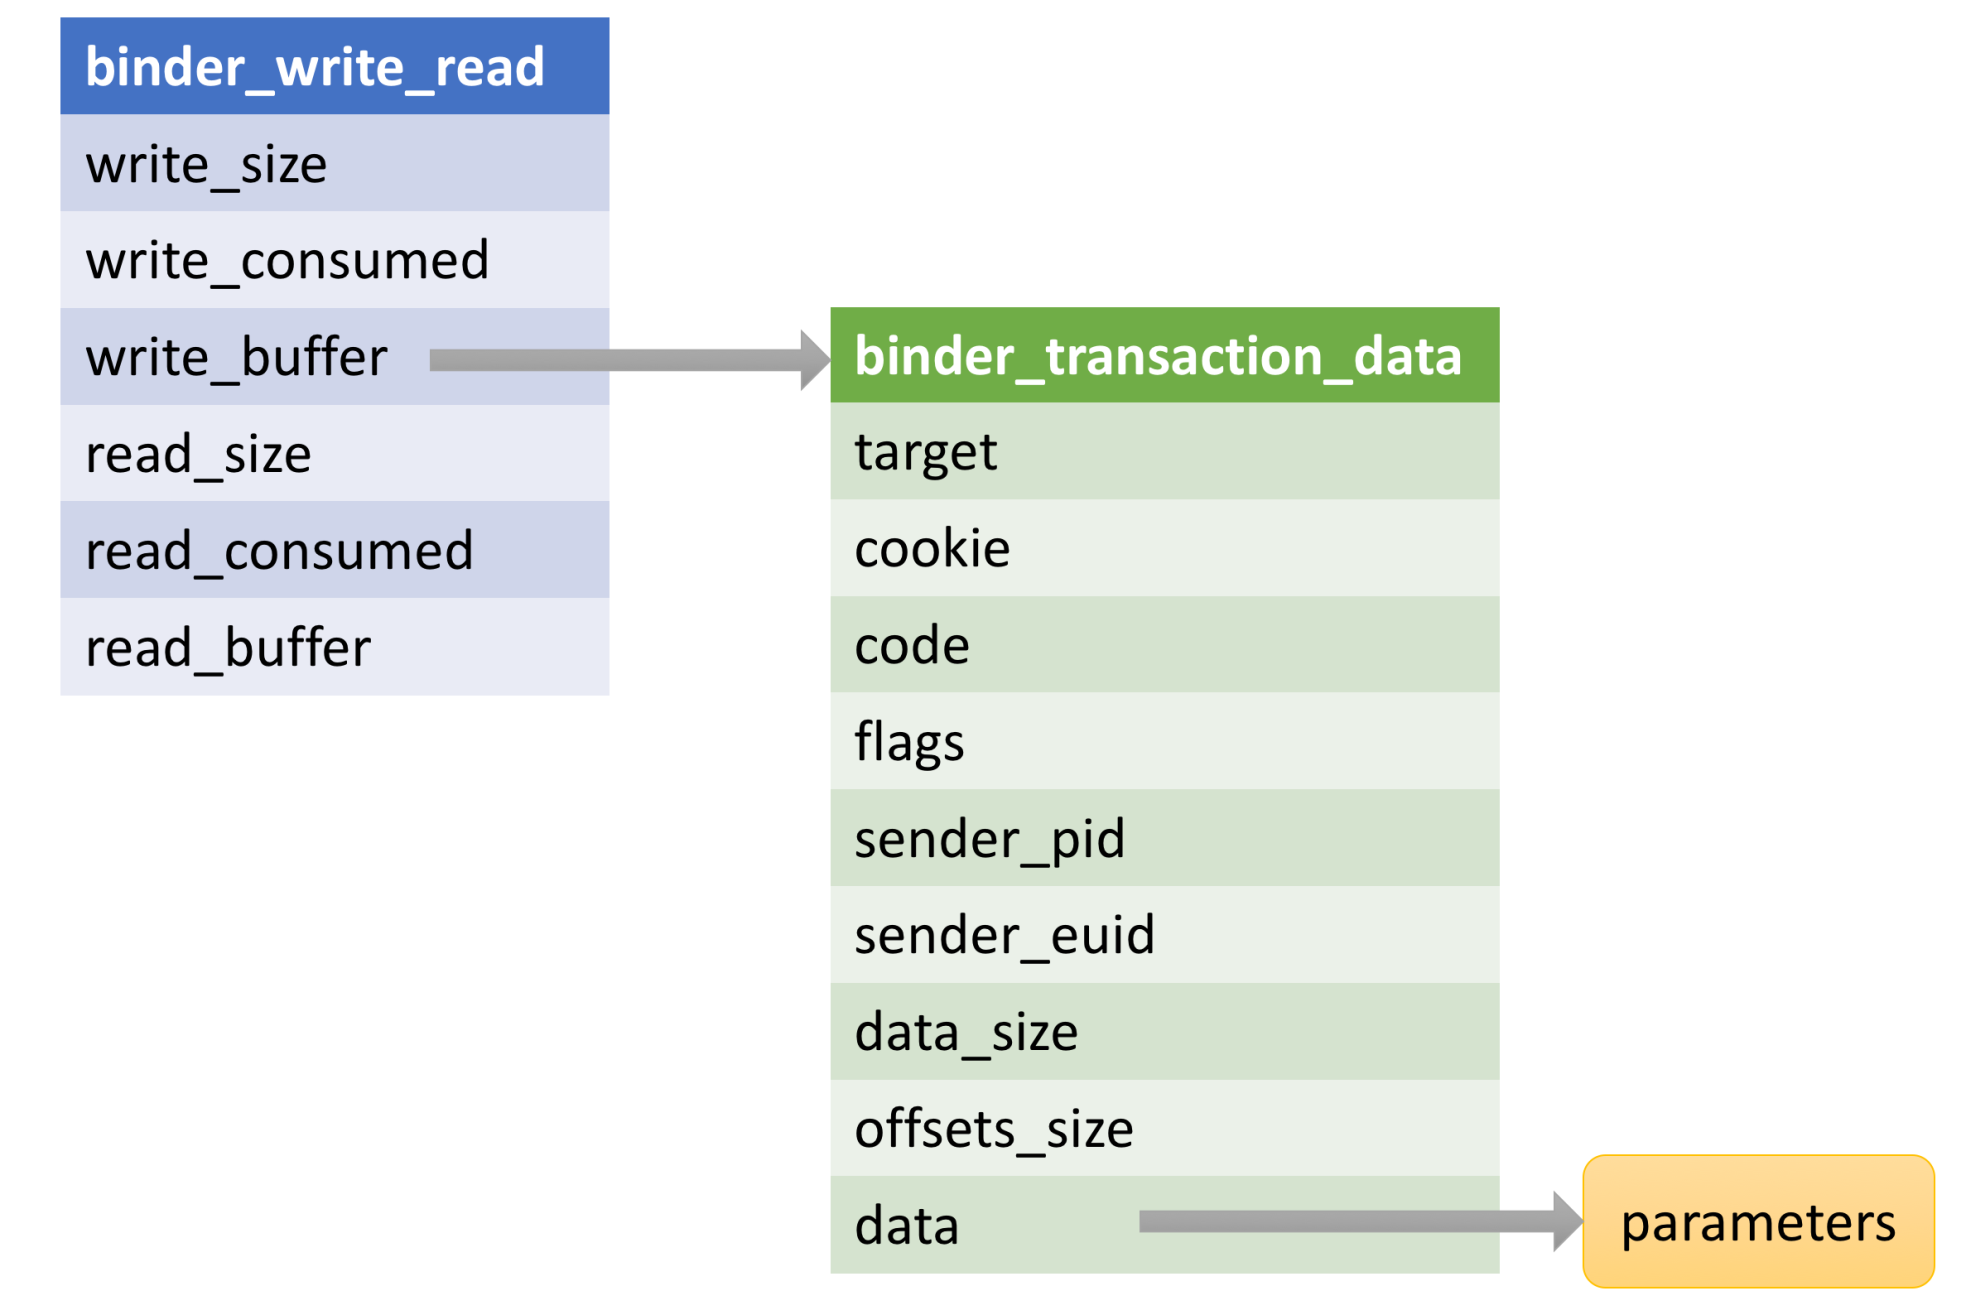 binder_write_read
write_size
write_consumed
write_buffer
read_size
read_consumed
read_buffer
binder_transaction_data
target
cookie
code
flags
sender_pid
sender_euid
data_size
offsets_size
data
parameters